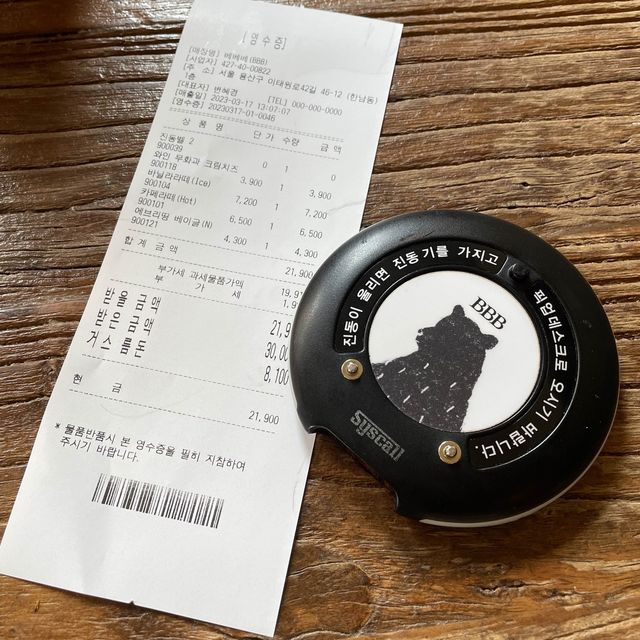 [영수증]
[매장명] 베베베(BBB)
[사업자] 427-40-00822
[주 소] 서울 용산구 이태원로42길 46-12 (한남동)
1층
[대표자] 변혜경 [TEL] 000-000-0000
[매출일] 2023-03-17 13:07:07
[영수증] 20230317-01-0046
상 품 명 단 가 수량 금 액
진동벨 2
900039 0 1 0
와인 무화과 크림치즈
900118 3,900 1 3,900
바닐라라떼(Ice)
900104 7,200 1 7,200
카페라떼(Hot)
900101 6,500 1 6,500
에브리띵 베이글(N)
900121 4,300 1 4,300
합 계 금 액 21,900
부가세 과세물품가액 19,9
부 가 세
받을금액 21,9
받은금액 30,00
거스름돈 8,100
현 금 21,900
* 물품반품시 본 영수증을 필히 지참하여
주시기 바랍니다.
진동이 울리면 진동기를 가지고
픽업데스크로 오시기 바랍니다.
BBB
syscall